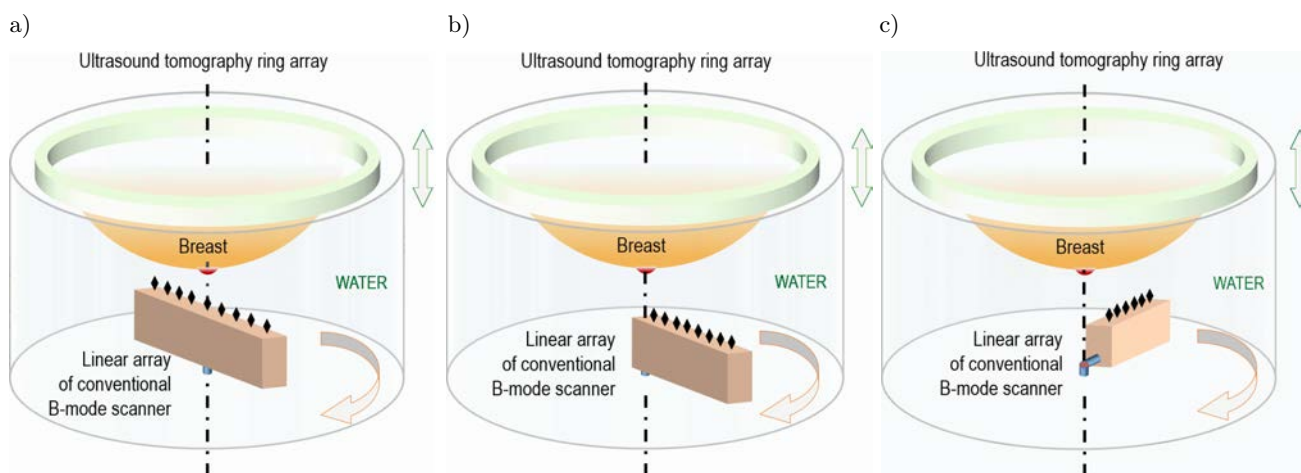 a)
Ultrasound tomography ring array
Breast
WATER
Linear array
of conventional
B-mode scanner
b)
Ultrasound tomography ring array
Breast
WATER
Linear array
of conventional
B-mode scanner
c)
Ultrasound tomography ring array
Breast
WATER
Linear array
of conventional
B-mode scanner